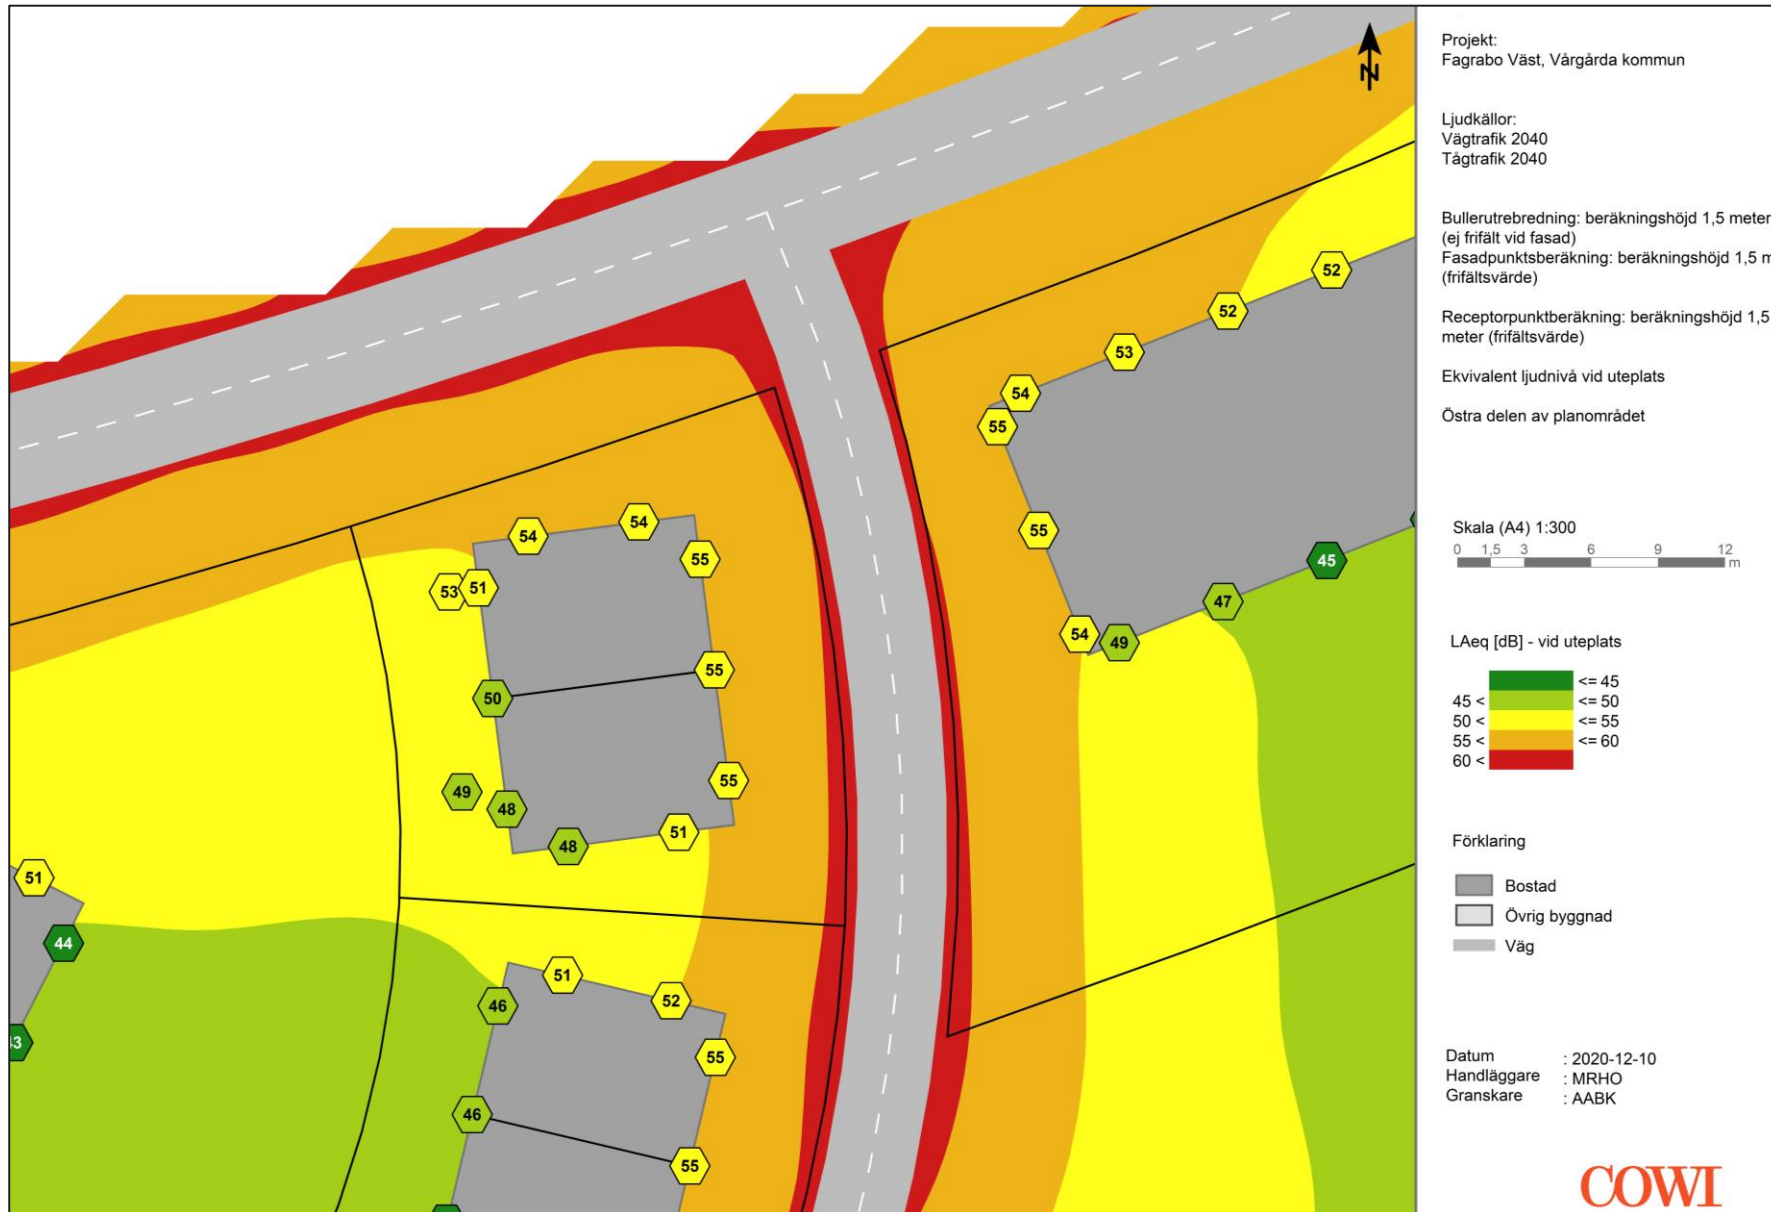 N
Projekt:
Fagrabo Väst, Vårgårda kommun
Ljudkällor:
Vägtrafik 2040
Tågtrafik 2040
Bullerutrebredning: beräkningshöjd 1,5 meter
(ej frifält vid fasad)
Fasadpunktsberäkning: beräkningshöjd 1,5 m
(frifältsvärde)
Receptorpunktberäkning: beräkningshöjd 1,5
meter (frifältsvärde)
Ekvivalent ljudnivå vid uteplats
Östra delen av planområdet
Skala (A4) 1:300
0 1,5 3 6 9 12
m
LAeq [dB] - vid uteplats
<= 45
45 < <= 50
50 < <= 55
55 < <= 60
60 <
Förklaring
Bostad
Övrig byggnad
Väg
Datum : 2020-12-10
Handläggare : MRHO
Granskare : AABK
COWI
52
52
53
54
55
55
54
49
47
45
54
54
55
53
51
55
50
55
49
48
48
51
51
44
43
51
52
46
55
46
55